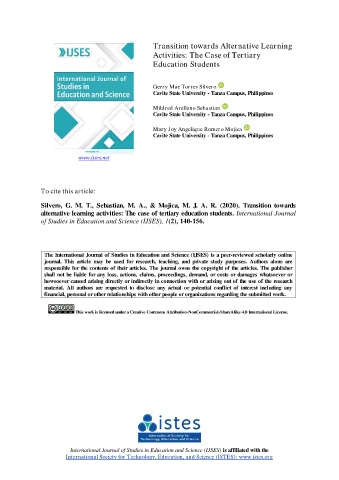 IJSES
International Journal of
Studies in
Education and Science
www.ijses.net
Transition towards Alternative Learning
Activities: The Case of Tertiary
Education Students
Gerry Mae Torres Silvero iD
Cavite State University - Tanza Campus, Philippines
Mildred Arellano Sebastian iD
Cavite State University - Tanza Campus, Philippines
Mary Joy Angelique Romero Mojica iD
Cavite State University - Tanza Campus, Philippines
To cite this article:
Silvero, G. M. T., Sebastian, M. A., & Mojica, M. J. A. R. (2020). Transition towards
alternative learning activities: The case of tertiary education students. International Journal
of Studies in Education and Science (IJSES), 1(2), 140-156.
The International Journal of Studies in Education and Science (IJSES) is a peer-reviewed scholarly online
journal. This article may be used for research, teaching, and private study purposes. Authors alone are
responsible for the contents of their articles. The journal owns the copyright of the articles. The publisher
shall not be liable for any loss, actions, claims, proceedings, demand, or costs or damages whatsoever or
howsoever caused arising directly or indirectly in connection with or arising out of the use of the research
material. All authors are requested to disclose any actual or potential conflict of interest including any
financial, personal or other relationships with other people or organizations regarding the submitted work.
This work is licensed under a Creative Commons Attribution-NonCommercial-ShareAlike 4.0 International License.
istes
International Society for
Technology, Education and Science
International Journal of Studies in Education and Science (IJSES) is affiliated with the
International Society for Technology, Education, and Science (ISTES): www.istes.org